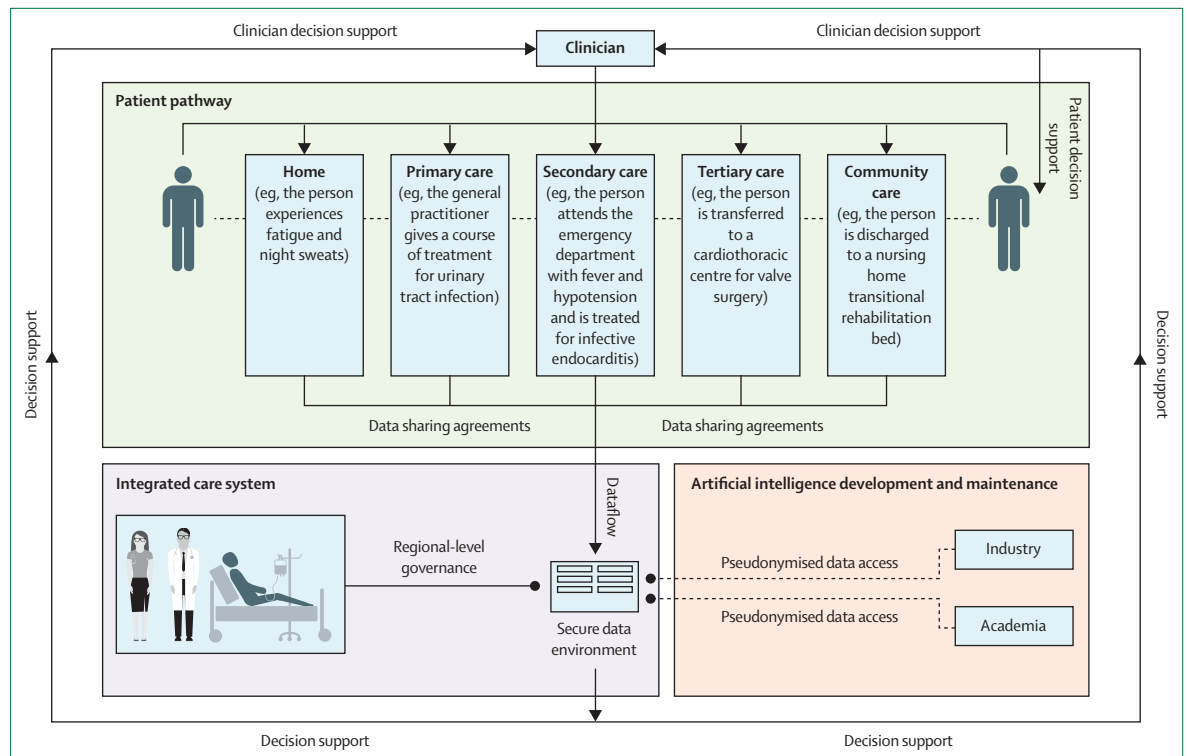 Clinician decision support
Clinician
Clinician decision support
Patient pathway
Patient decision
support
Home
(eg, the person
experiences
fatigue and
night sweats)
Primary care
(eg, the general
practitioner
gives a course
of treatment
for urinary
tract infection)
Secondary care
(eg, the person
attends the
emergency
department
with fever and
hypotension
and is treated
for infective
endocarditis)
Tertiary care
(eg, the person
is transferred
to a
cardiothoracic
centre for valve
surgery)
Community
care
(eg, the person
is discharged
to a nursing
home
transitional
rehabilitation
bed)
Decision support
Decision support
Data sharing agreements
Data sharing agreements
Integrated care system
Dataflow
Regional-level
governance
Secure data
environment
Artificial intelligence development and maintenance
Pseudonymised data access
Industry
Pseudonymised data access
Academia
Decision support
Decision support